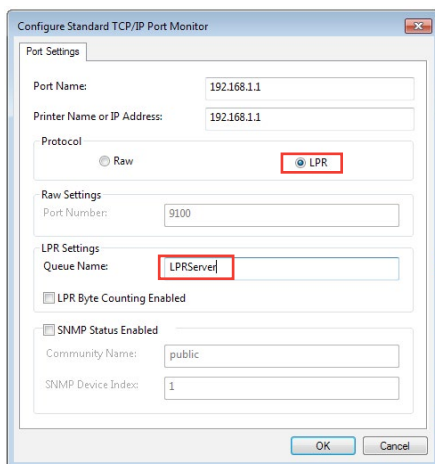 Configure Standard TCP/IP Port Monitor
Port Settings
Port Name: 192.168.1.1
Printer Name or IP Address: 192.168.1.1
Protocol
Raw LPR
Raw Settings
Port Number: 9100
LPR Settings
Queue Name: LPRServer
LPR Byte Counting Enabled
SNMP Status Enabled
Community Name: public
SNMP Device Index: 1
OK Cancel